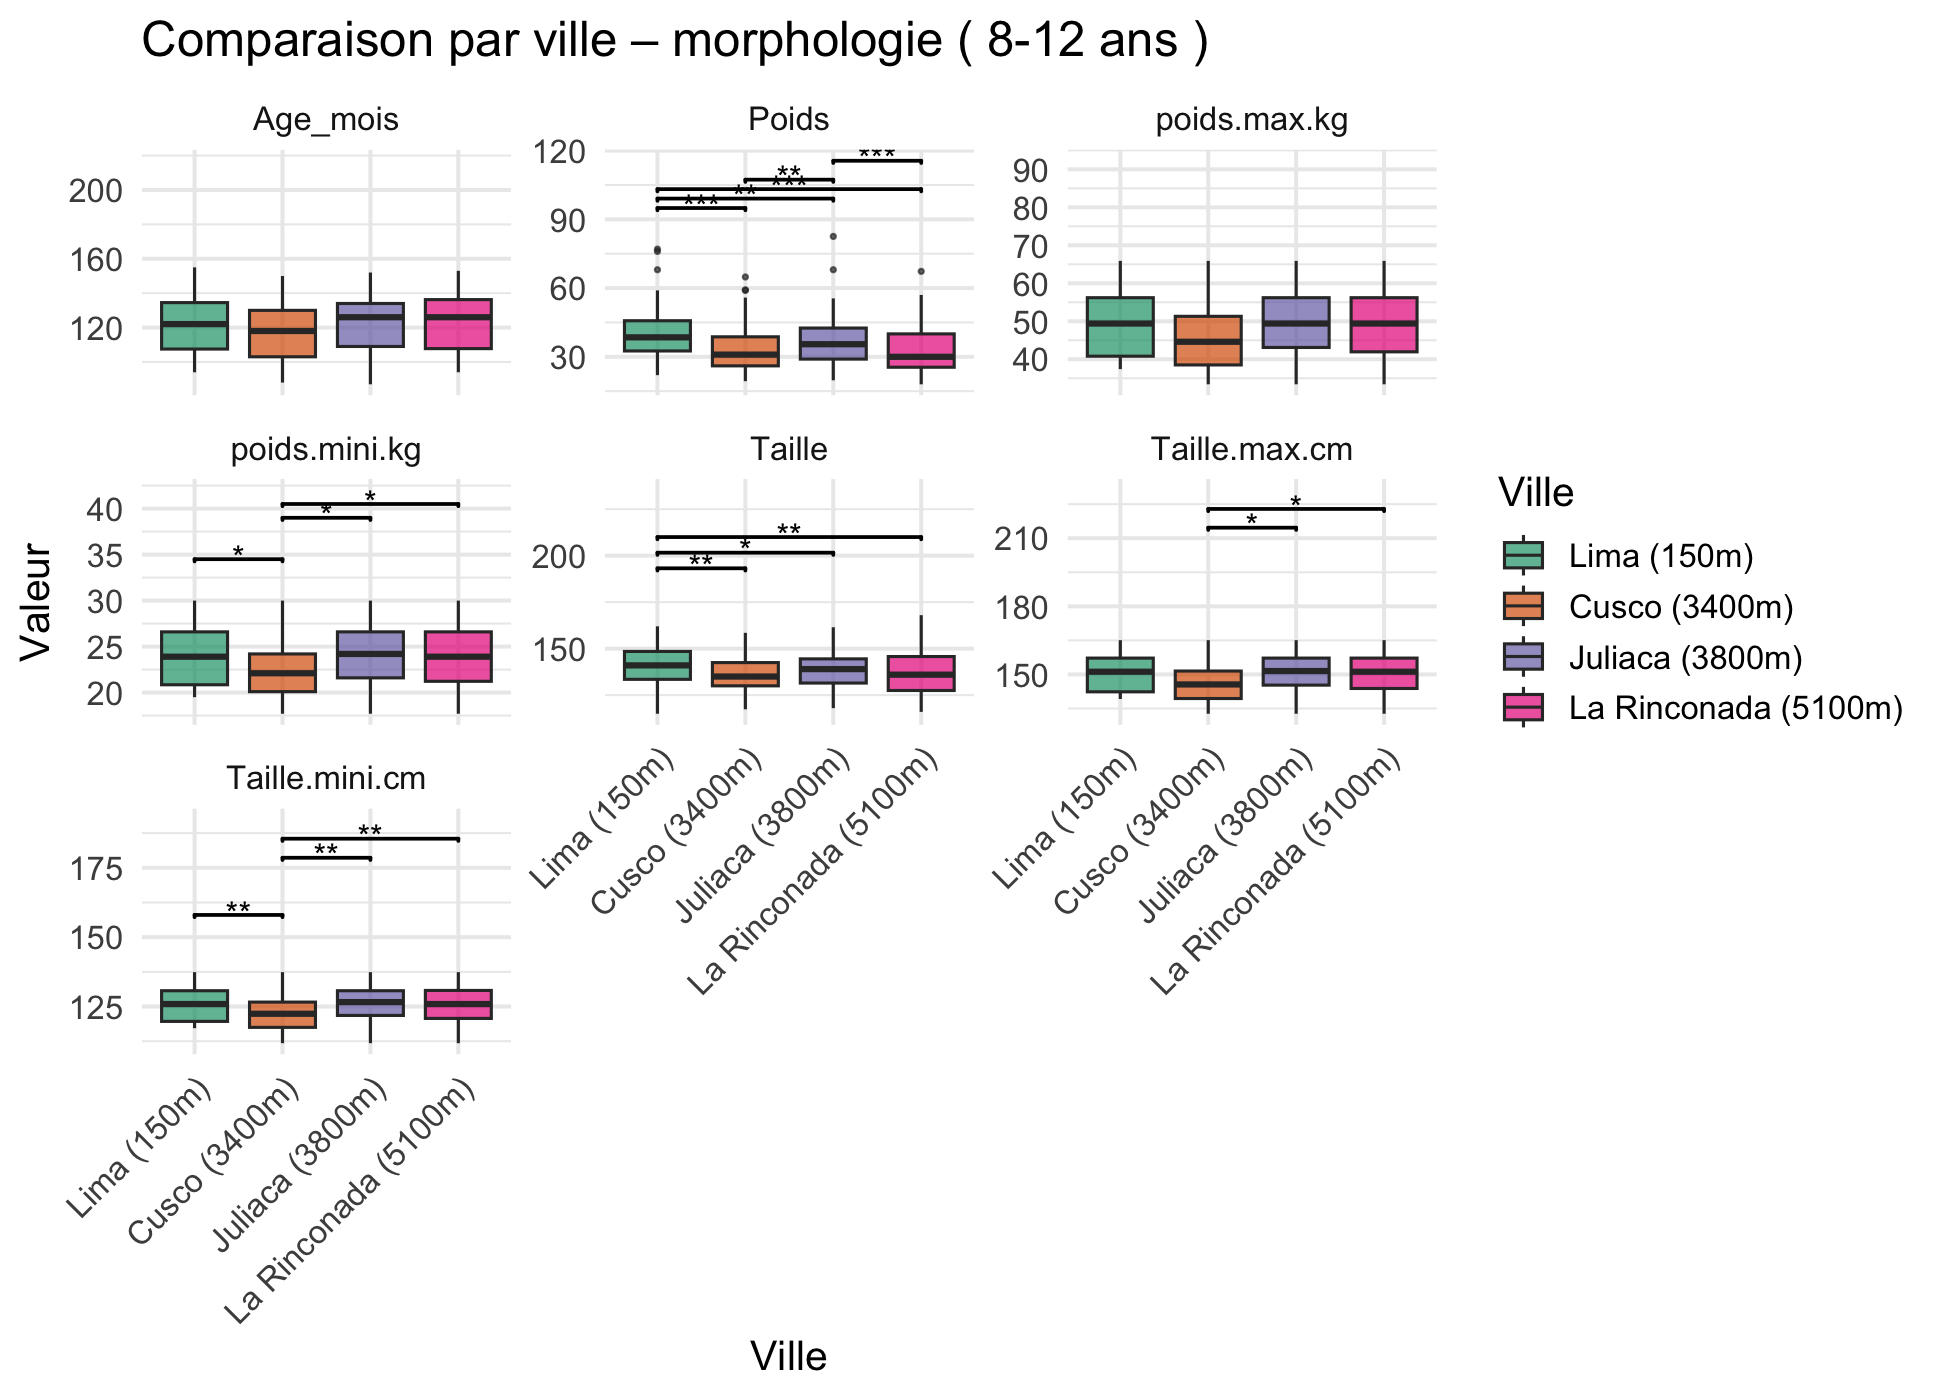 Comparaison par ville – morphologie ( 8-12 ans )
Age_mois
Poids
poids.max.kg
200
160
120
120
90
60
30
***
** ***
**
***
90
80
70
60
50
40
poids.mini.kg
Taille
Taille.max.cm
Valeur
40
35
30
25
20
*
*
*
200
150
**
*
**
210
180
150
*
*
Ville
Lima (150m)
Cusco (3400m)
Juliaca (3800m)
La Rinconada (5100m)
Lima (150m)
Cusco (3400m)
Juliaca (3800m)
La Rinconada (5100m)
Lima (150m)
Cusco (3400m)
Juliaca (3800m)
La Rinconada (5100m)
Taille.mini.cm
175
150
125
**
**
**
Lima (150m)
Cusco (3400m)
Juliaca (3800m)
La Rinconada (5100m)
Ville